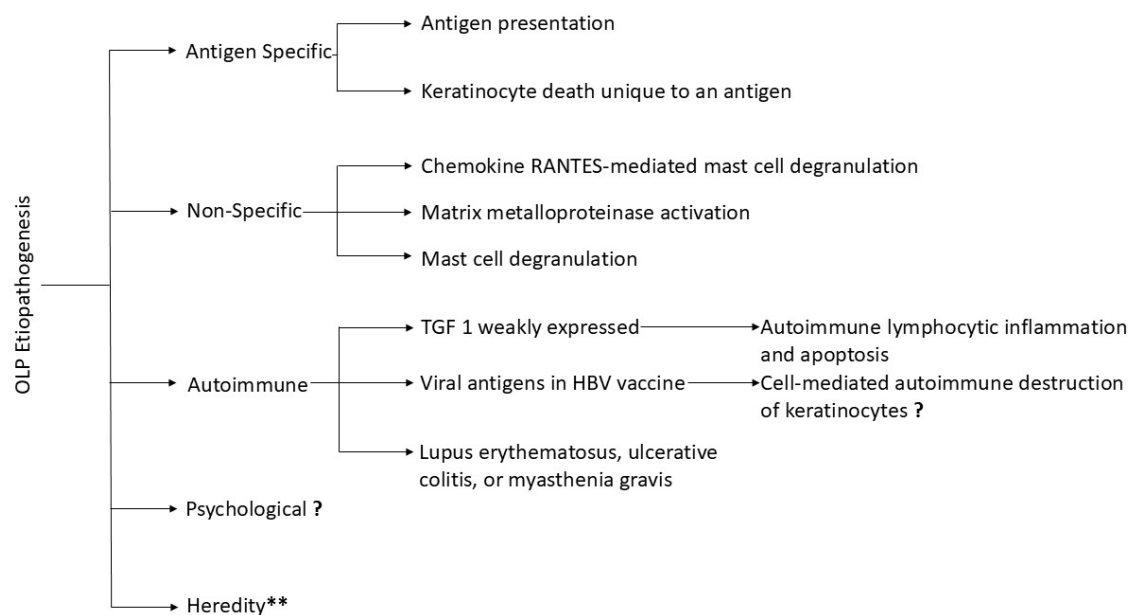 OLP Etiopathogenesis
Antigen Specific
Antigen presentation
Keratinocyte death unique to an antigen
Non-Specific
Chemokine RANTES-mediated mast cell degranulation
Matrix metalloproteinase activation
Mast cell degranulation
Autoimmune
TGF 1 weakly expressed
Autoimmune lymphocytic inflammation
and apoptosis
Viral antigens in HBV vaccine
Cell-mediated autoimmune destruction
of keratinocytes ?
Lupus erythematosus, ulcerative
colitis, or myasthenia gravis
Psychological ?
Heredity**